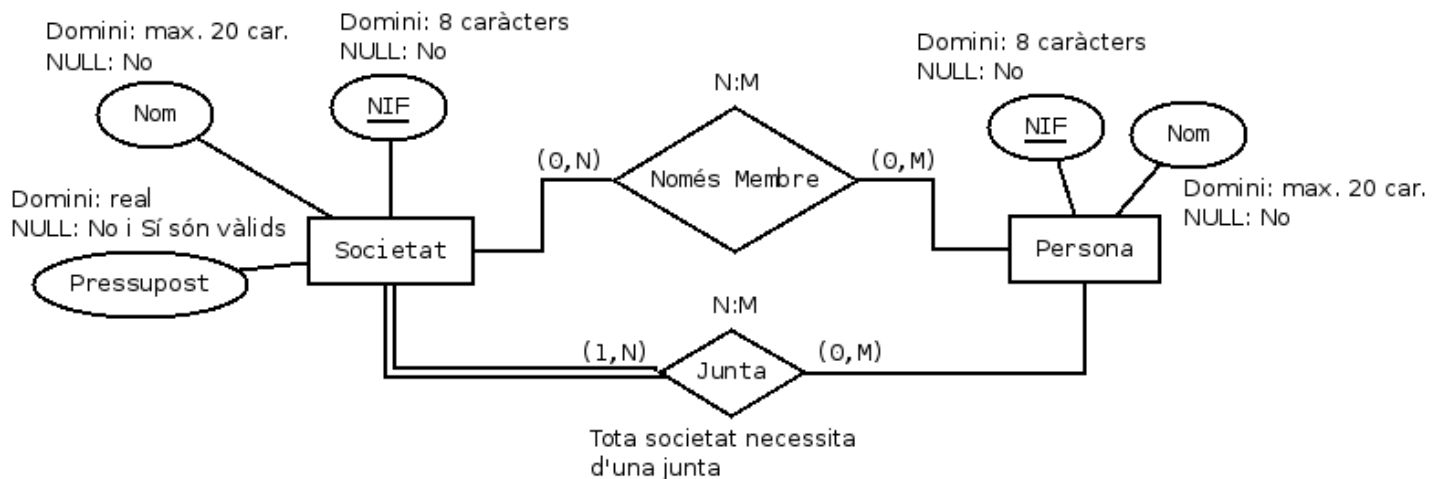 Domini: max. 20 car.
NULL: No
Domini: 8 caràcters
NULL: No
Nom
NIF
Domini: real
NULL: No i Sí són vàlids
Pressupost
Societat
(0,N)
N:M
Només Membre
(0,M)
Domini: 8 caràcters
NULL: No
NIF
Nom
Domini: max. 20 car.
NULL: No
Persona
(1,N)
N:M
Junta
(0,M)
Tota societat necessita
d'una junta